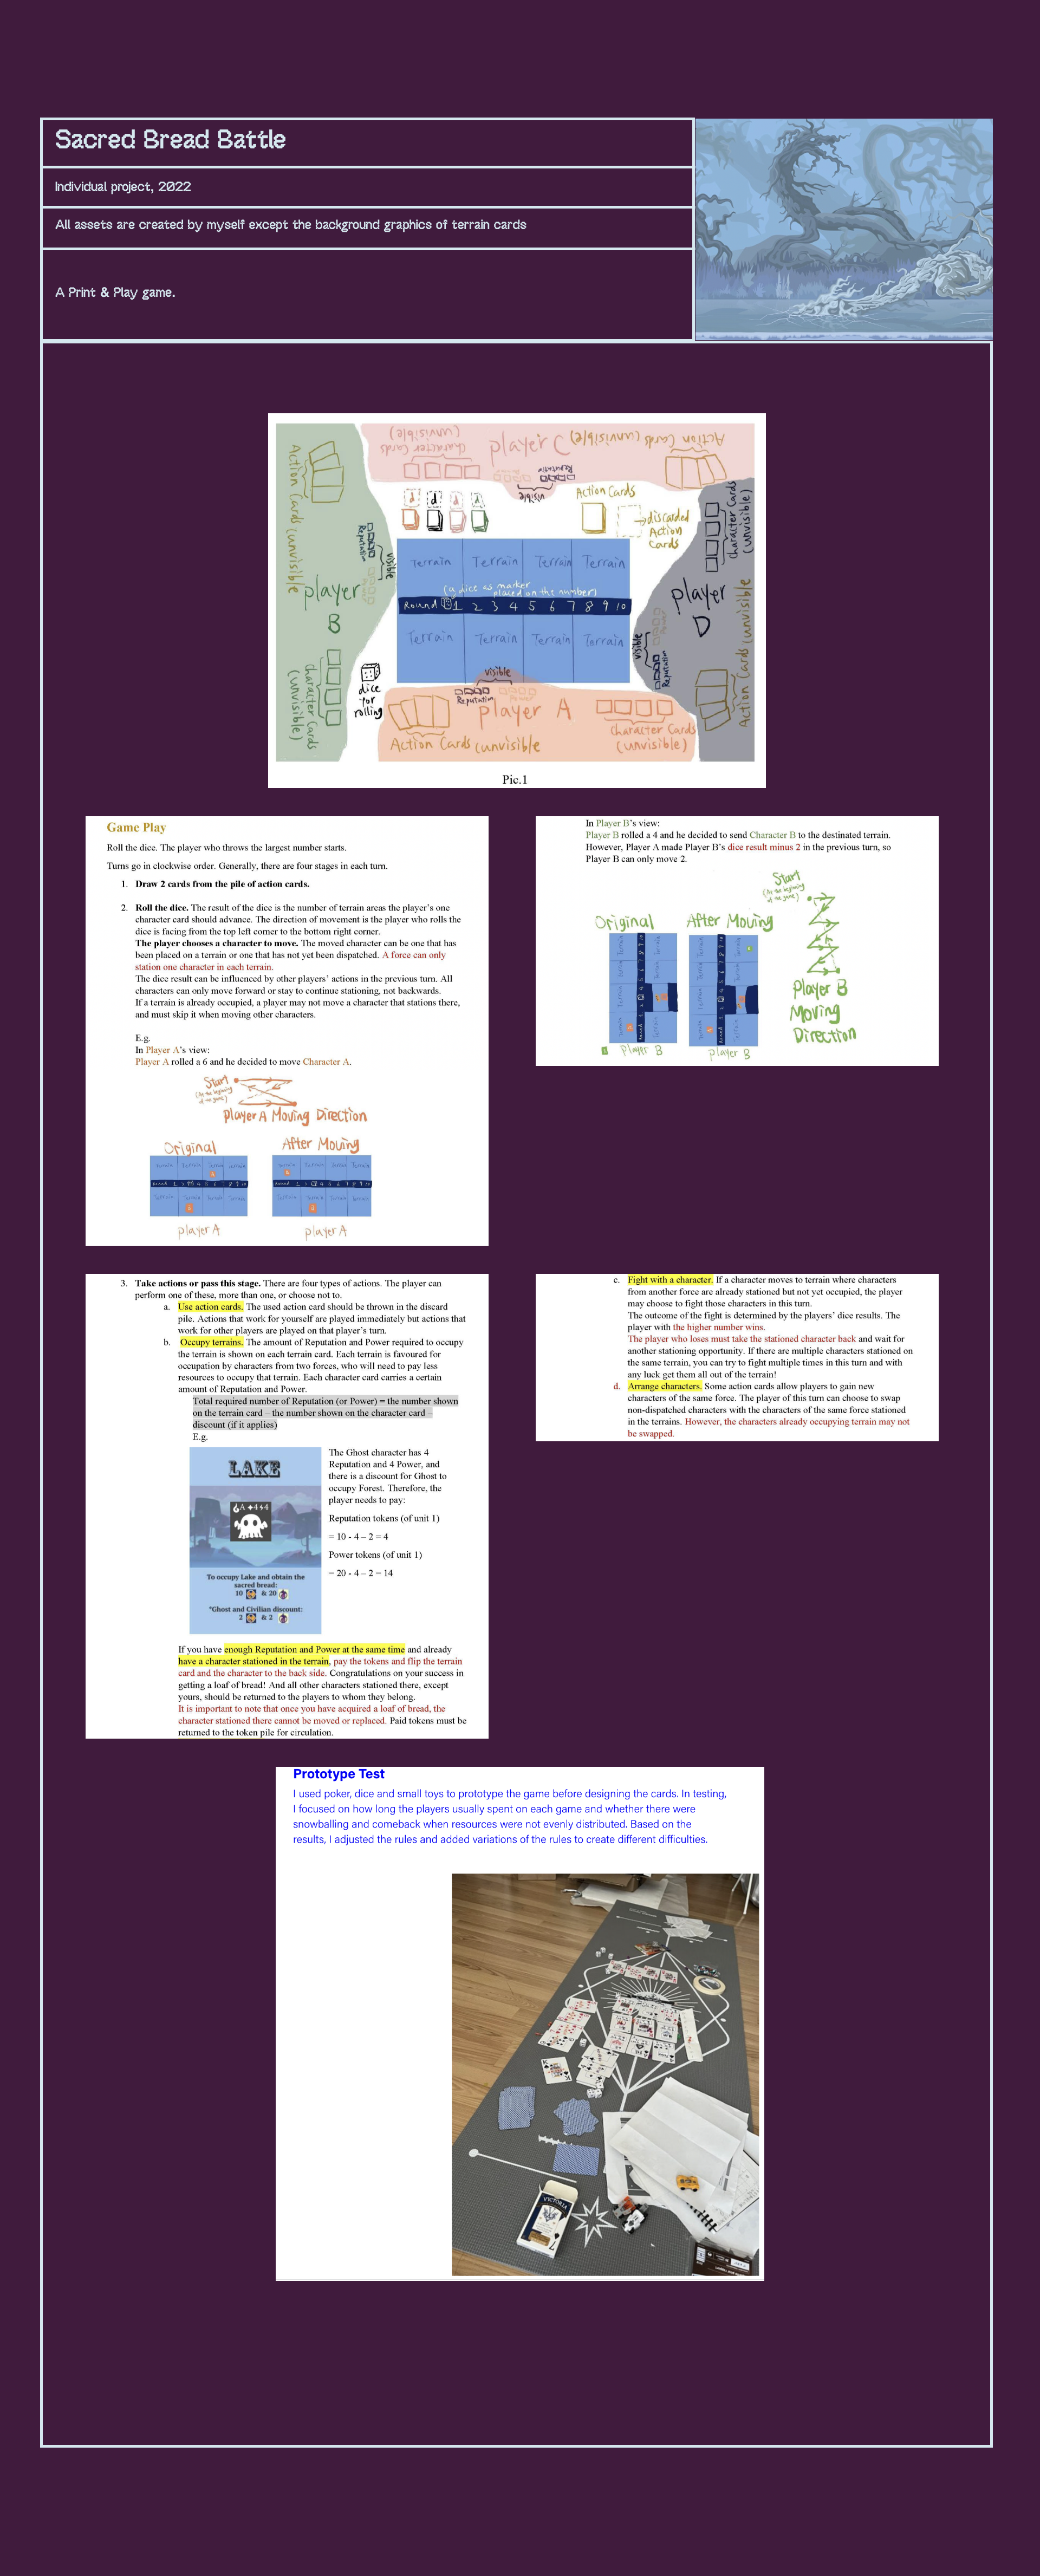 Sacred Bread Battle
Individual project, 2022
All assets are created by myself except the background graphics of terrain cards
A Print & Play game.
Action Cards (unvisible)
Character Cards (unvisible)
player C
Action Cards (unvisible)
Reputation
visible
d
d
d
d
Action Cards
discarded
Action
Cards
Reputation
visible
player
B
Character Cards
(unvisible)
Terrain Terrain Terrain Terrain
(a dice as marker
placed on the number)
Round 1 2 3 4 5 6 7 8 9 10
Terrain Terrain Terrain Terrain
Character Cards
(unvisible)
player
D
visible
Reputation
Action Cards (unvisible
dice
for
rolling
visible
Reputation
player A
Action Cards (unvisible
character Cards
(unvisible)
Pic.1
Game Play
Roll the dice. The player who throws the largest number starts.
Turns go in clockwise order. Generally, there are four stages in each turn.
1. Draw 2 cards from the pile of action cards.
2. Roll the dice. The result of the dice is the number of terrain areas the player's one
character card should advance. The direction of movement is the player who rolls the
dice is facing from the top left corner to the bottom right corner.
The player chooses a character to move. The moved character can be one that has
been placed on a terrain or one that has not yet been dispatched. A force can only
station one character in each terrain.
The dice result can be influenced by other players' actions in the previous turn. All
characters can only move forward or stay to continue stationing, not backwards.
If a terrain is already occupied, a player may not move a character that stations there,
and must skip it when moving other characters.
E.g.
In Player A's view:
Player A rolled a 6 and he decided to move Character A.
Start
(At the beginning
of the game)
player A Moving Direction
Original
After Moving
player A
player A
In Player B's view:
Player B rolled a 4 and he decided to send Character B to the destinated terrain.
However, Player A made Player B's dice result minus 2 in the previous turn, so
Player B can only move 2.
Start
(At the beginning
of the game)
Original
After Moving
Player B
Player B
Player B
Moving
Direction
3. Take actions or pass this stage. There are four types of actions. The player can
perform one of these, more than one, or choose not to.
a. Use action cards. The used action card should be thrown in the discard
pile. Actions that work for yourself are played immediately but actions that
work for other players are played on that player's turn.
b. Occupy terrains. The amount of Reputation and Power required to occupy
the terrain is shown on each terrain card. Each terrain is favoured for
occupation by characters from two forces, who will need to pay less
resources to occupy that terrain. Each character card carries a certain
amount of Reputation and Power.
Total required number of Reputation (or Power) = the number shown
on the terrain card – the number shown on the character card –
discount (if it applies)
E.g.
LAKE
A 4 4
To occupy Lake and obtain the
sacred bread:
10 & 20
*Ghost and Civilian discount:
2 & 2
The Ghost character has 4
Reputation and 4 Power, and
there is a discount for Ghost to
occupy Forest. Therefore, the
player needs to pay:
Reputation tokens (of unit 1)
= 10 - 4 – 2 = 4
Power tokens (of unit 1)
= 20 - 4 – 2 = 14
If you have enough Reputation and Power at the same time and already
have a character stationed in the terrain, pay the tokens and flip the terrain
card and the character to the back side. Congratulations on your success in
getting a loaf of bread! And all other characters stationed there, except
yours, should be returned to the players to whom they belong.
It is important to note that once you have acquired a loaf of bread, the
character stationed there cannot be moved or replaced. Paid tokens must be
returned to the token pile for circulation.
c. Fight with a character. If a character moves to terrain where characters
from another force are already stationed but not yet occupied, the player
may choose to fight those characters in this turn.
The outcome of the fight is determined by the players' dice results. The
player with the higher number wins.
The player who loses must take the stationed character back and wait for
another stationing opportunity. If there are multiple characters stationed on
the same terrain, you can try to fight multiple times in this turn and with
any luck get them all out of the terrain!
d. Arrange characters. Some action cards allow players to gain new
characters of the same force. The player of this turn can choose to swap
non-dispatched characters with the characters of the same force stationed
in the terrains. However, the characters already occupying terrain may not
be swapped.
Prototype Test
I used poker, dice and small toys to prototype the game before designing the cards. In testing,
I focused on how long the players usually spent on each game and whether there were
snowballing and comeback when resources were not evenly distributed. Based on the
results, I adjusted the rules and added variations of the rules to create different difficulties.
VICTORIA